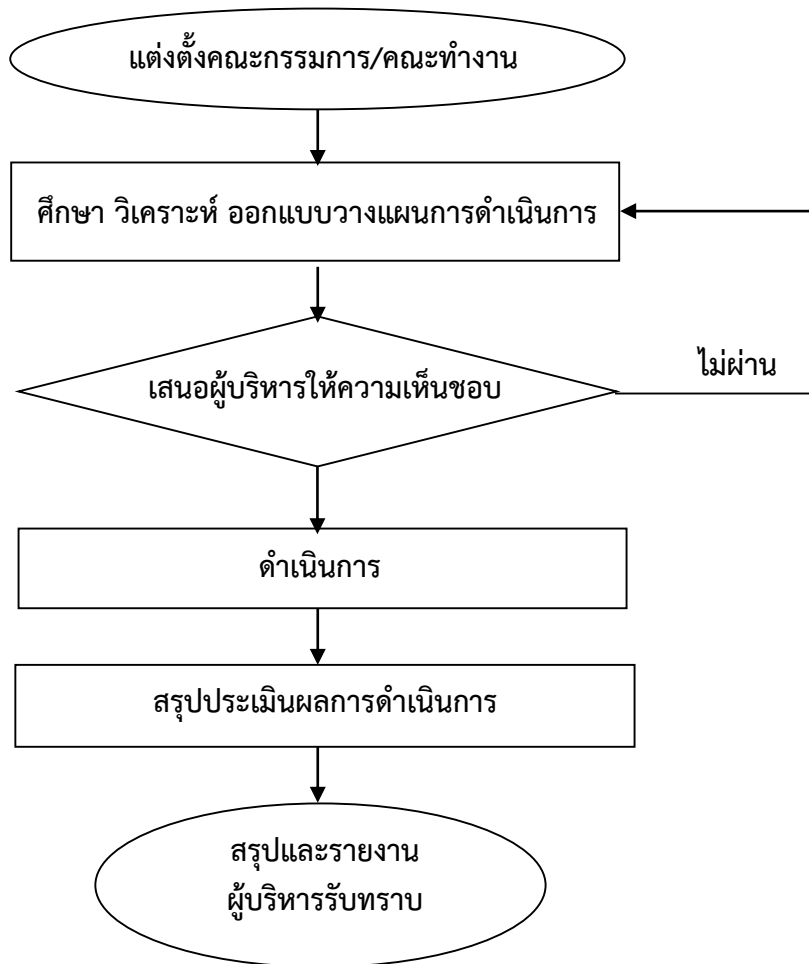 แต่งตั้งคณะกรรมการ/คณะทำงาน
ศึกษา วิเคราะห์ ออกแบบวางแผนการดำเนินการ
เสนอผู้บริหารให้ความเห็นชอบ
ไม่ผ่าน
ดำเนินการ
สรุปประเมินผลการดำเนินการ
สรุปและรายงาน
ผู้บริหารรับทราบ